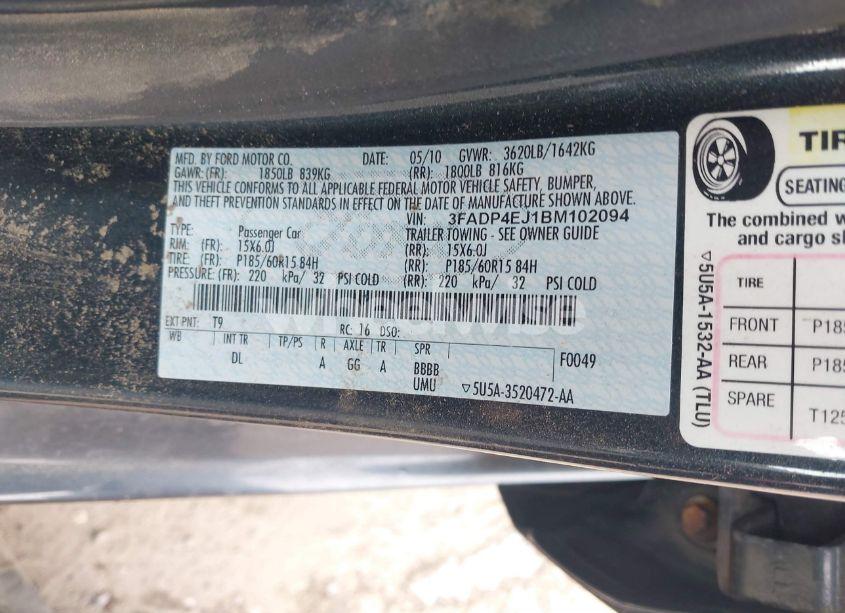 MFD. BY FORD MOTOR CO. DATE: 05/10 GVWR: 3620LB/1642KG
GAWR: (FR): 1850LB 839KG (RR): 1800LB 816KG
THIS VEHICLE CONFORMS TO ALL APPLICABLE FEDERAL MOTOR VEHICLE SAFETY, BUMPER,
AND THEFT PREVENTION STANDARDS IN EFFECT ON THE DATE OF MANUFACTURE SHOWN ABOVE.
VIN: 3FADP4EJ1BM102094
TYPE: Passenger Car TRAILER TOWING - SEE OWNER GUIDE
RIM: (FR): 15X6.0J (RR): 15X6.0J
TIRE: (FR): P185/60R15 84H (RR): P185/60R15 84H
PRESSURE: (FR): 220 kPa/ 32 PSI COLD (RR): 220 kPa/ 32 PSI COLD
EXT PNT: T9 RC: 16 DSO:
WB INT TR TP/PS R AXLE TR SPR F0049
DL A GG A BBBB
UMU ▽5U5A-3520472-AA
TIR
SEATING
The combined w
and cargo sh
▽5U5A-1532-AA (TLU)
TIRE
FRONT P185
REAR P185
SPARE T125